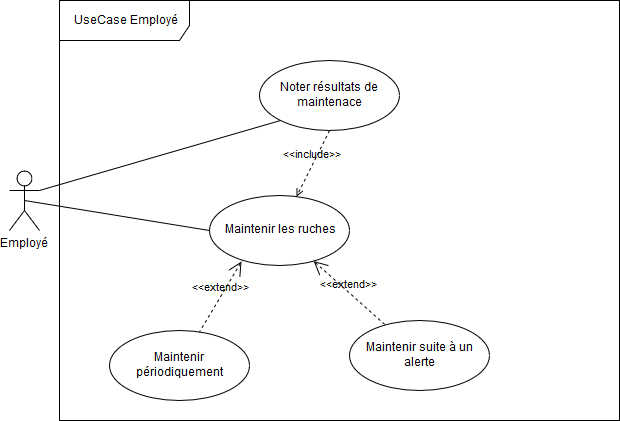 UseCase Employé
Noter résultats de
maintenace
<<include>>
Employé
Maintenir les ruches
<<extend>>
<<extend>>
Maintenir
périodiquement
Maintenir suite à un
alerte